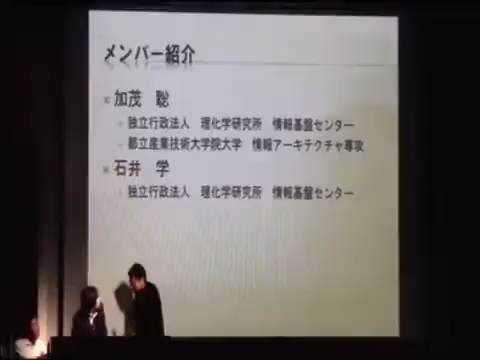 メンバー紹介
加茂 聡
独立行政法人 理化学研究所 情報基盤センター
都立産業技術大学院大学 情報アーキテクチャ専攻
石井 学
独立行政法人 理化学研究所 情報基盤センター